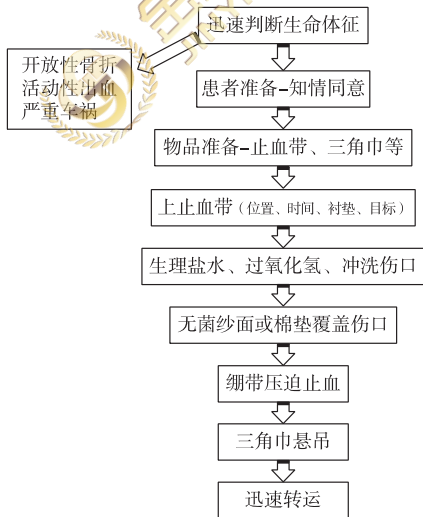 迅速判断生命体征
开放性骨折
活动性出血
严重车祸
患者准备-知情同意
物品准备-止血带、三角巾等
上止血带（位置、时间、衬垫、目标）
生理盐水、过氧化氢、冲洗伤口
无菌纱面或棉垫覆盖伤口
绷带压迫止血
三角巾悬吊
迅速转运